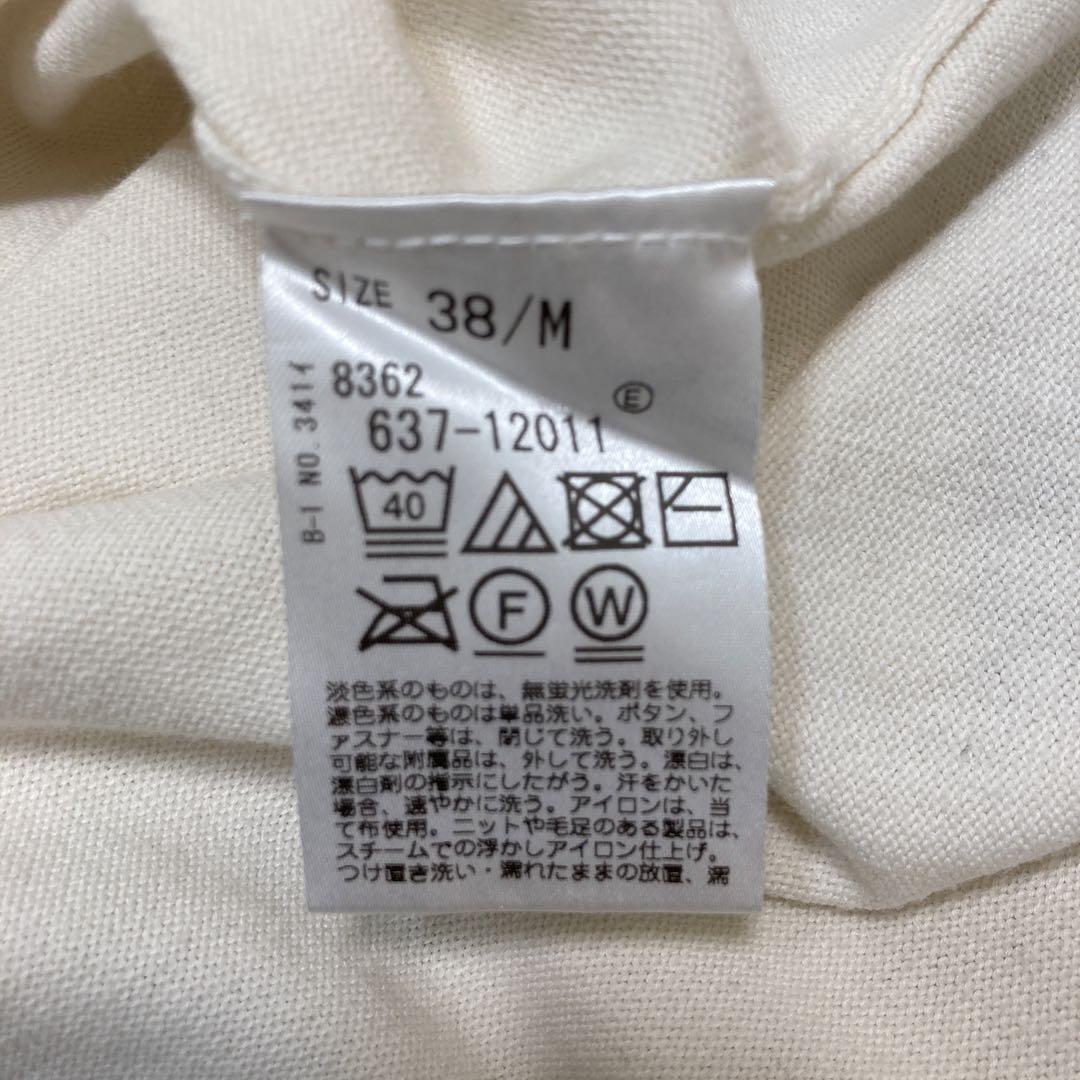 SIZE 38/M
8362
637-12011 Ⓔ
B-1 NO. 3414
40
F W
淡色系のものは、無蛍光洗剤を使用。
濃色系のものは単品洗い。ボタン、フ
ァスナー等は、閉じて洗う。取り外し
可能な附属品は、外して洗う。漂白は、
漂白剤の指示にしたがう。汗をかいた
場合、速やかに洗う。アイロンは、当
て布使用。ニットや毛足のある製品は、
スチームでの浮かしアイロン仕上げ。
つけ置き洗い・濡れたままの放置、濡